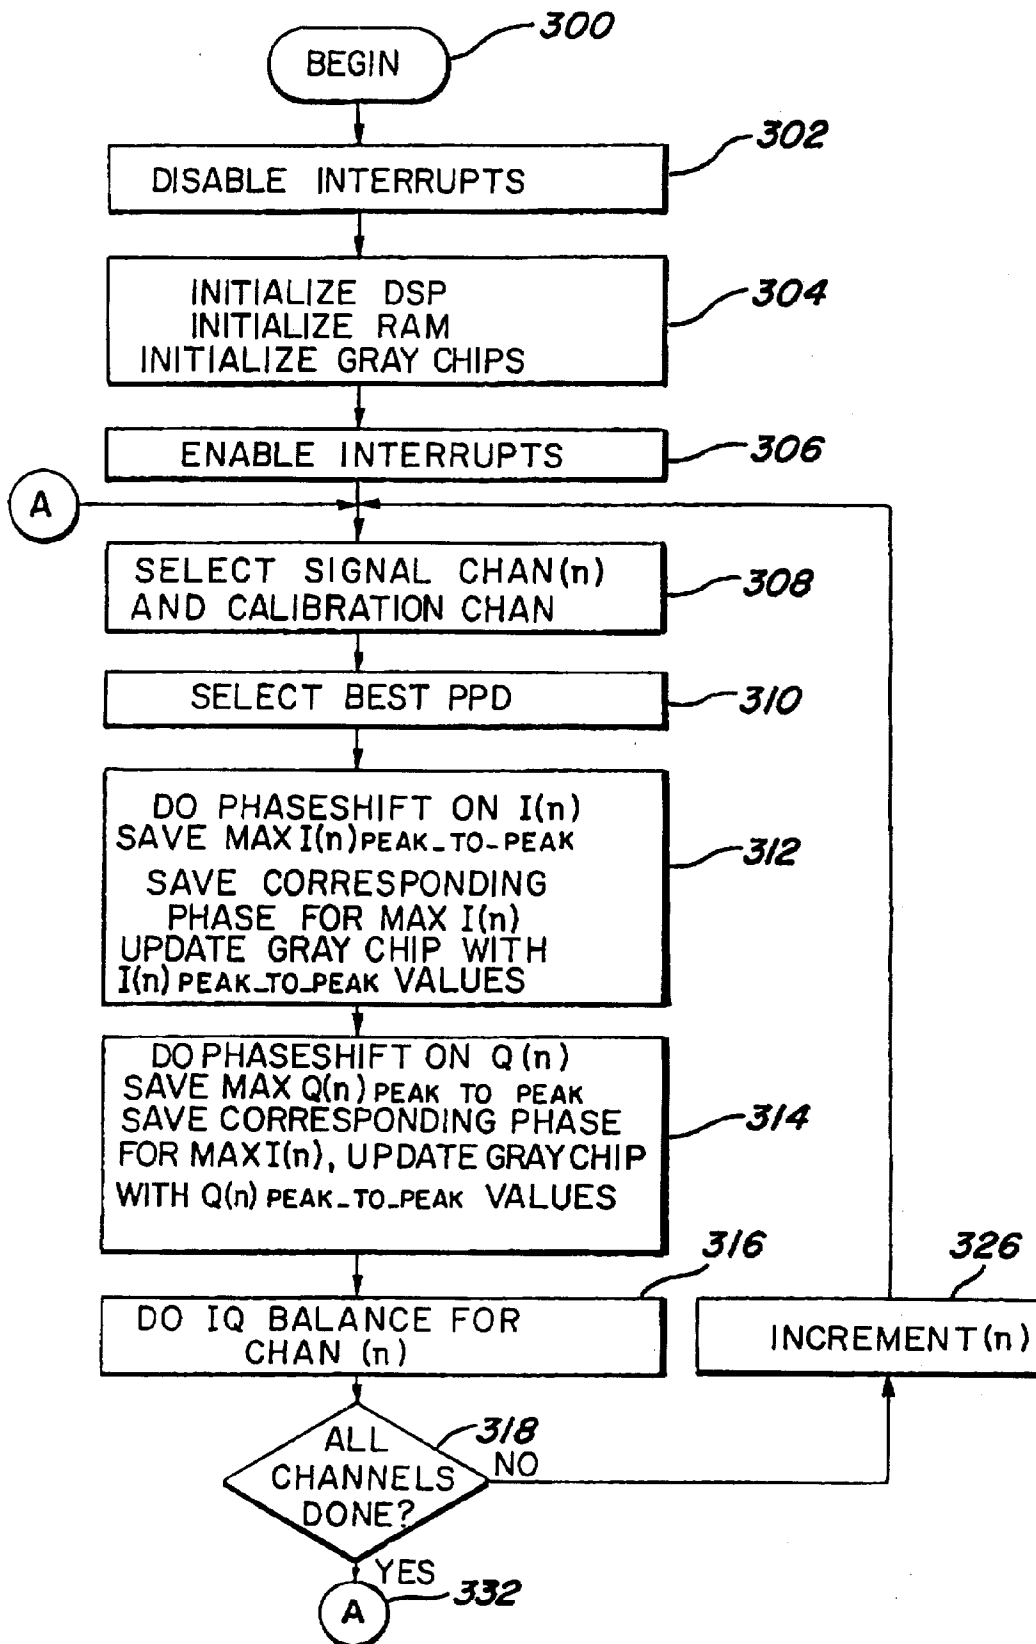 300
BEGIN
302
DISABLE INTERRUPTS
304
INITIALIZE DSP
INITIALIZE RAM
INITIALIZE GRAY CHIPS
306
ENABLE INTERRUPTS
A
308
SELECT SIGNAL CHAN(n)
AND CALIBRATION CHAN
310
SELECT BEST PPD
312
DO PHASESHIFT ON I(n)
SAVE MAX I(n) PEAK_TO_PEAK
SAVE CORRESPONDING
PHASE FOR MAX I(n)
UPDATE GRAY CHIP WITH
I(n) PEAK_TO_PEAK VALUES
314
DO PHASESHIFT ON Q(n)
SAVE MAX Q(n) PEAK TO PEAK
SAVE CORRESPONDING PHASE
FOR MAX I(n), UPDATE GRAY CHIP
WITH Q(n) PEAK_TO_PEAK VALUES
316
DO IQ BALANCE FOR
CHAN (n)
326
INCREMENT(n)
318
ALL
CHANNELS
DONE?
NO
YES
332
A